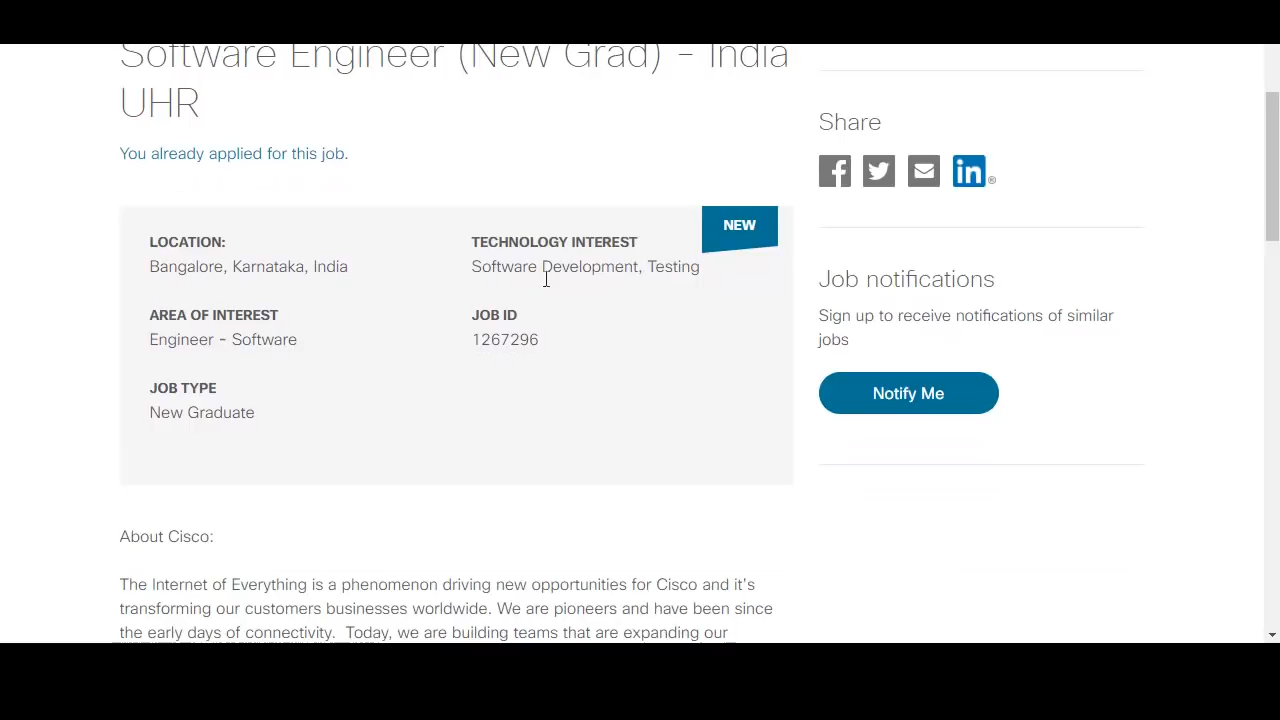 Software Engineer (New Grad) - India
UHR
You already applied for this job.
NEW
LOCATION:
Bangalore, Karnataka, India
TECHNOLOGY INTEREST
Software Development, Testing
AREA OF INTEREST
Engineer - Software
JOB ID
1267296
JOB TYPE
New Graduate
About Cisco:
The Internet of Everything is a phenomenon driving new opportunities for Cisco and it's
transforming our customers businesses worldwide. We are pioneers and have been since
the early days of connectivity. Today, we are building teams that are expanding our
Share
f
in®
Job notifications
Sign up to receive notifications of similar
jobs
Notify Me